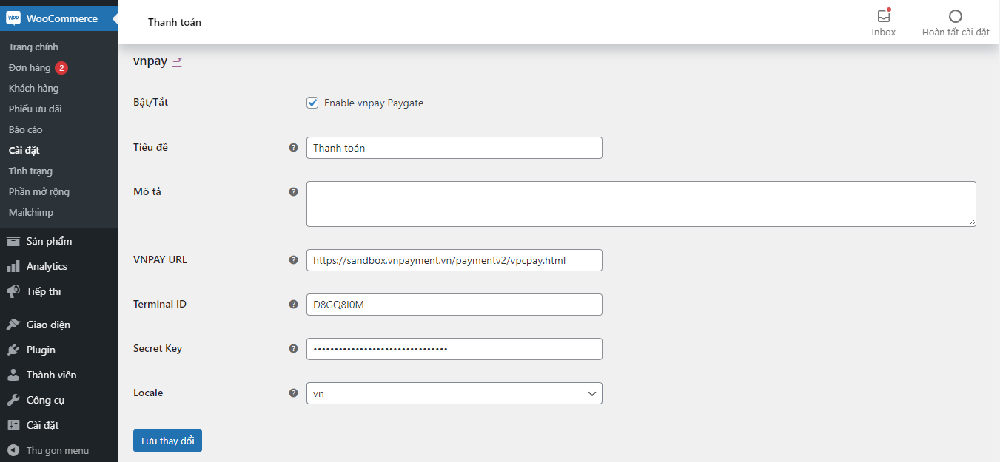 WooCommerce
Trang chính
Đơn hàng 2
Khách hàng
Phiếu ưu đãi
Báo cáo
Cài đặt
Tình trạng
Phần mở rộng
Mailchimp
Sản phẩm
Analytics
Tiếp thị
Giao diện
Plugin
Thành viên
Công cụ
Cài đặt
Thu gọn menu
Thanh toán
Inbox
Hoàn tất cài đặt
vnpay
Bật/Tắt
Enable vnpay Paygate
Tiêu đề
Thanh toán
Mô tả
VNPAY URL
https://sandbox.vnpayment.vn/paymentv2/vpcpay.html
Terminal ID
D8GQ8I0M
Secret Key
••••••••••••••••••••••••••••••••
Locale
vn
Lưu thay đổi